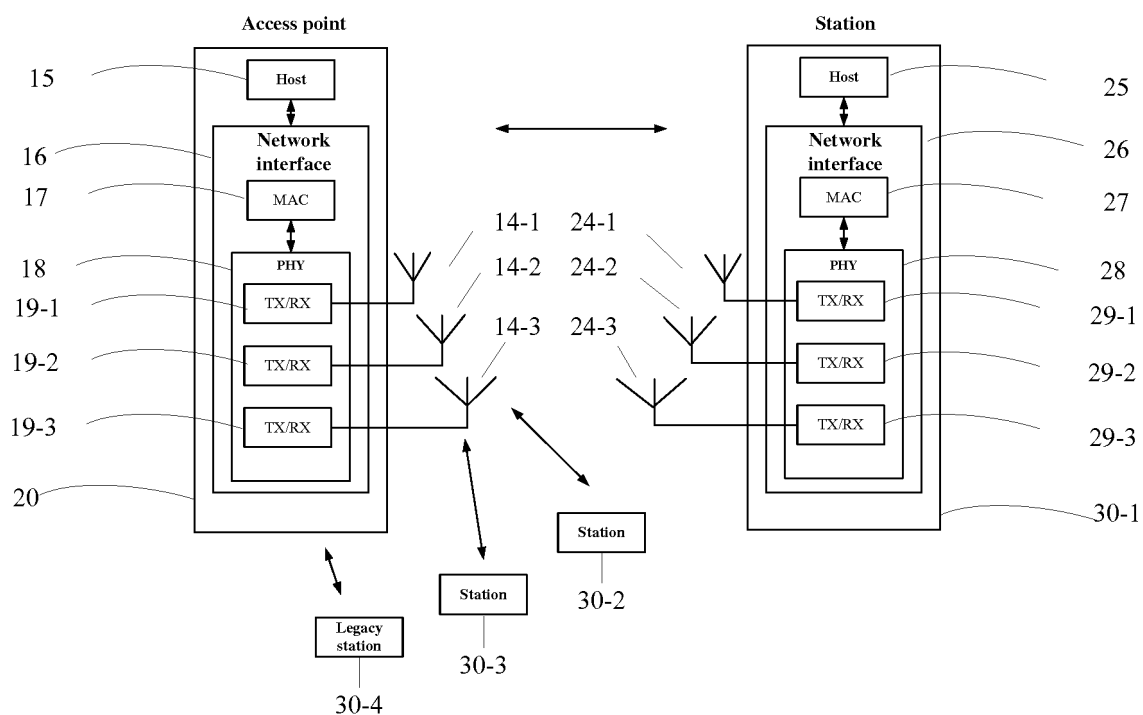 Access point
Station
15
Host
Host
25
16
Network
interface
Network
interface
26
17
MAC
MAC
27
14-1
24-1
18
PHY
14-2
24-2
PHY
28
19-1
TX/RX
TX/RX
29-1
14-3
24-3
19-2
TX/RX
TX/RX
29-2
19-3
TX/RX
TX/RX
29-3
20
30-1
Station
30-2
Station
30-3
Legacy
station
30-4